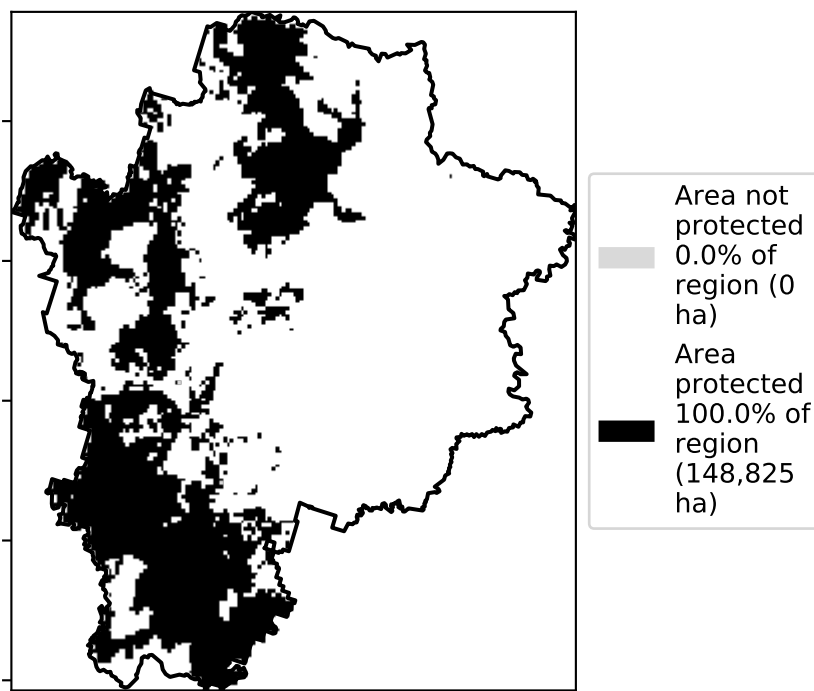 Area not
protected
0.0% of
region (0
ha)
Area
protected
100.0% of
region
(148,825
ha)